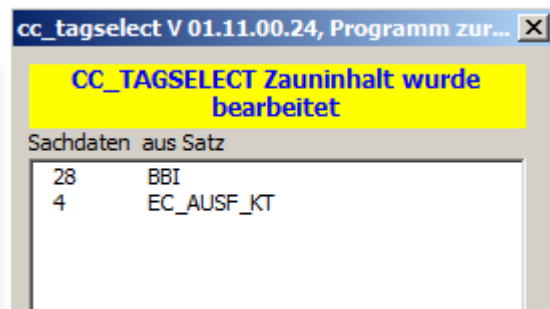 cc_tagselect V 01.11.00.24, Programm zur...
CC_TAGSELECT Zauninhalt wurde
bearbeitet
Sachdaten aus Satz
28 BBI
4 EC_AUSF_KT